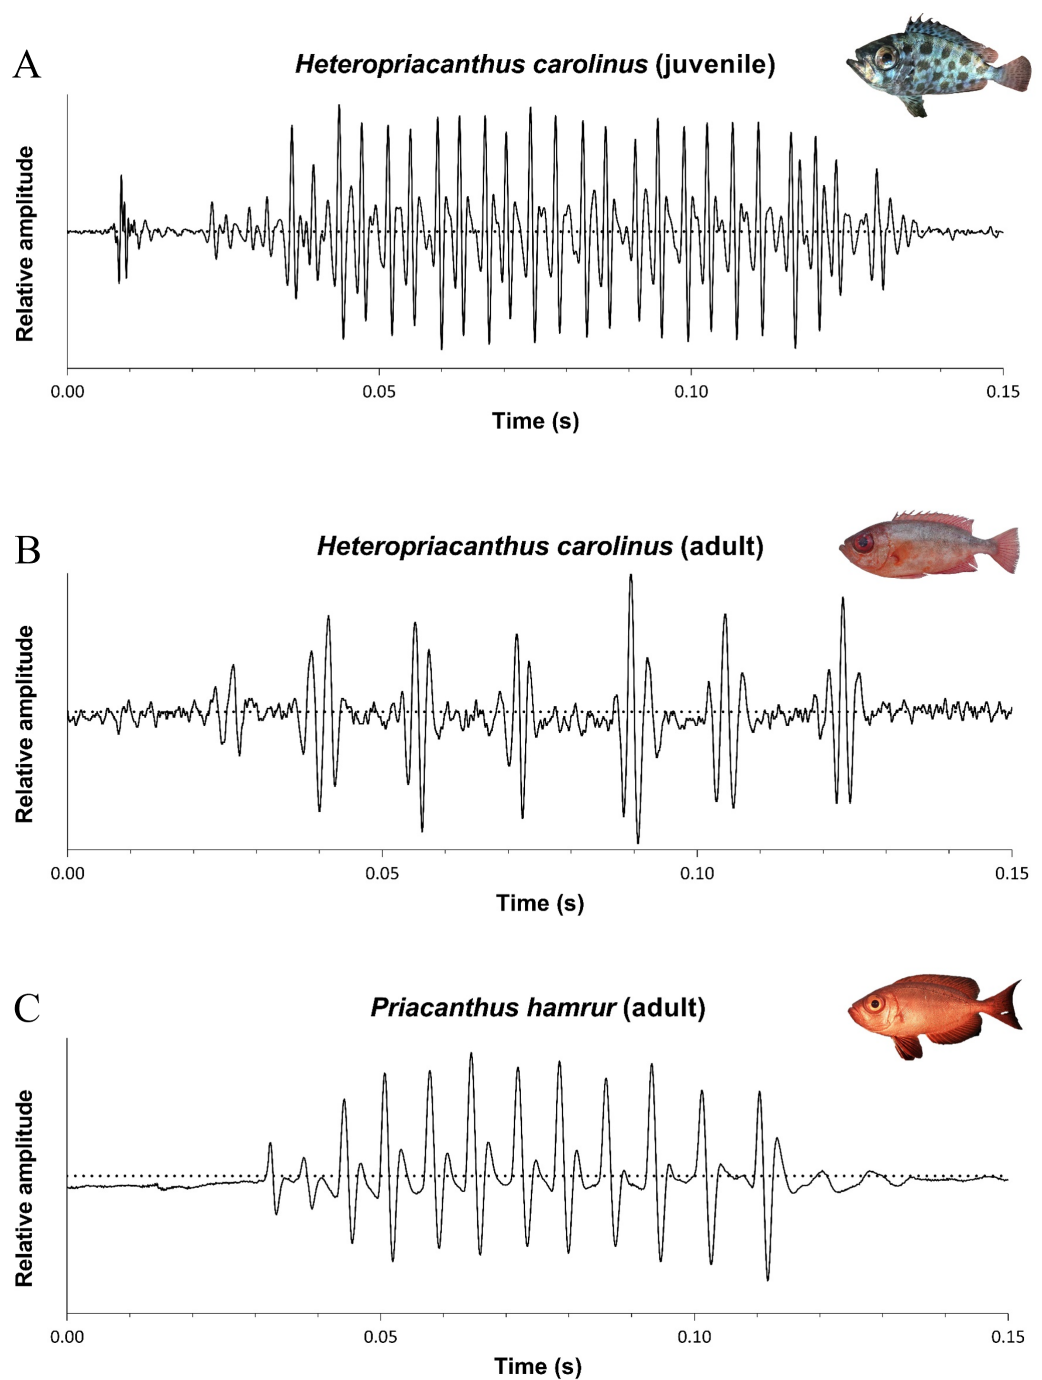 A
Heteropriacanthus carolinus (juvenile)
Relative amplitude
0.00 0.05 0.10 0.15
Time (s)
B
Heteropriacanthus carolinus (adult)
Relative amplitude
0.00 0.05 0.10 0.15
Time (s)
C
Priacanthus hamrur (adult)
Relative amplitude
0.00 0.05 0.10 0.15
Time (s)